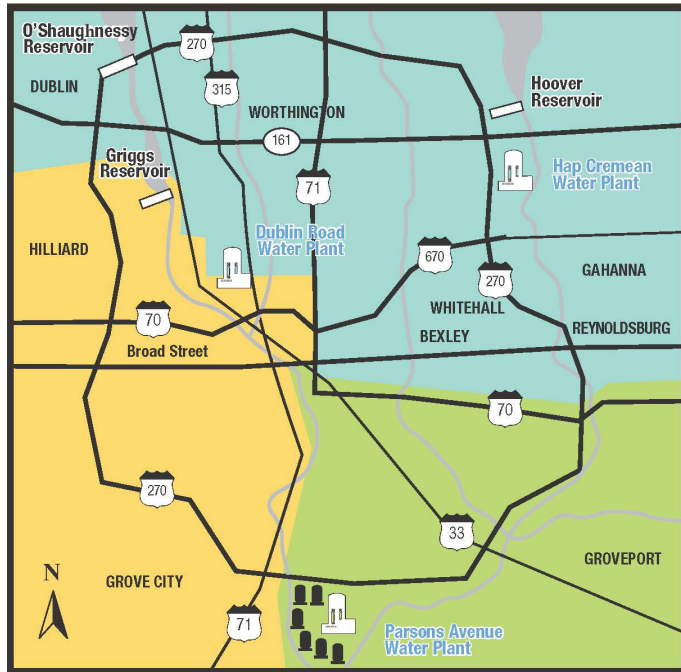 O'Shaughnessy
Reservoir
270
DUBLIN
315
Hoover
Reservoir
WORTHINGTON
161
Griggs
Reservoir
71
Hap Cremean
Water Plant
Dublin Road
Water Plant
HILLIARD
670
270
GAHANNA
WHITEHALL
70
BEXLEY
REYNOLDSBURG
Broad Street
70
270
33
N
GROVE CITY
GROVEPORT
71
Parsons Avenue
Water Plant